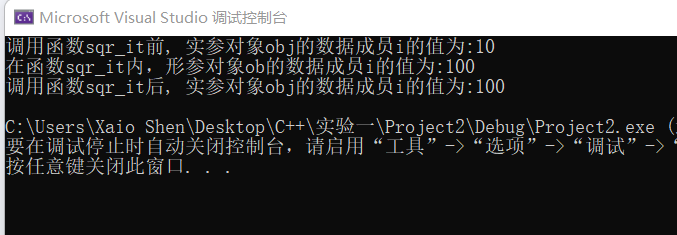 Microsoft Visual Studio 调试控制台
调用函数sqr_it前, 实参对象obj的数据成员i的值为:10
在函数sqr_it内，形参对象ob的数据成员i的值为:100
调用函数sqr_it后, 实参对象obj的数据成员i的值为:100
C:\Users\Xaio Shen\Desktop\C++\实验一\Project2\Debug\Project2.exe (
要在调试停止时自动关闭控制台，请启用“工具”->“选项”->“调试”->“
按任意键关闭此窗口. . .